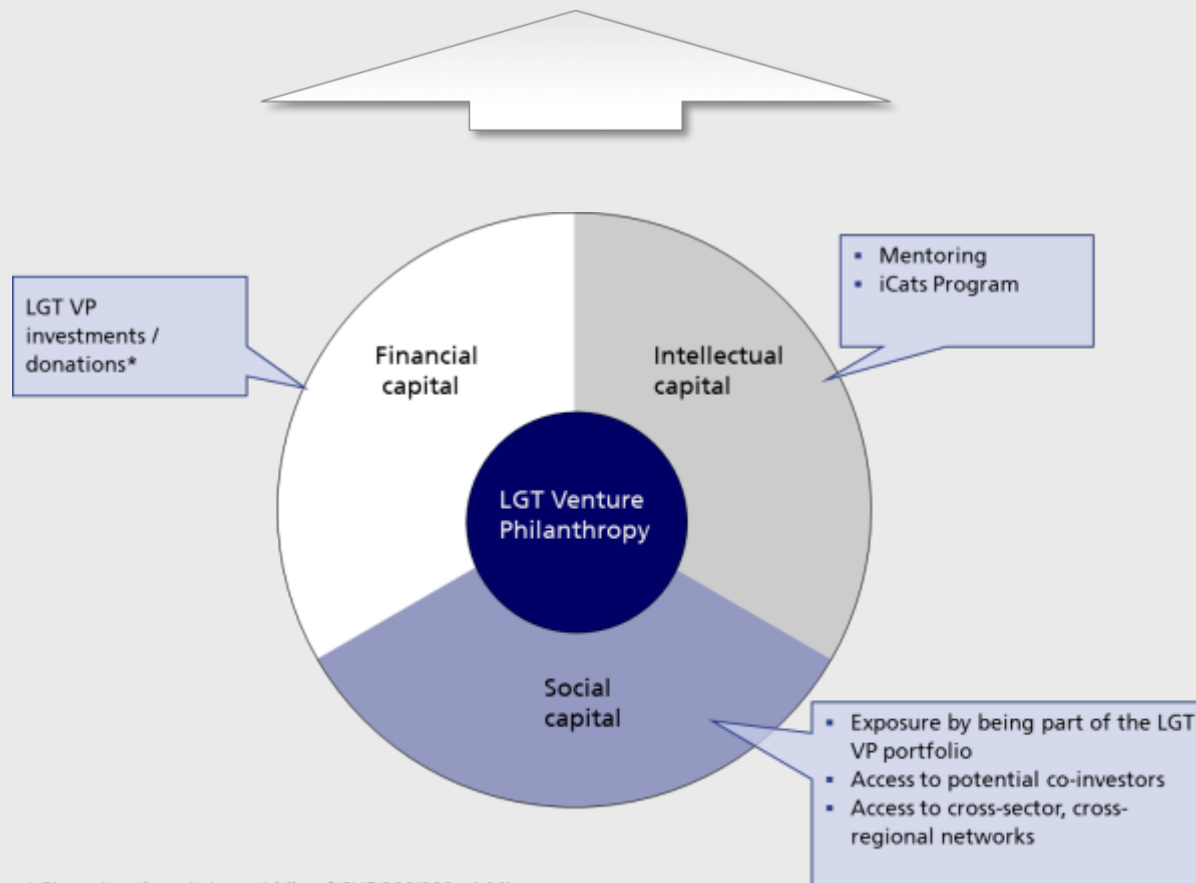 LGT VP
investments /
donations*
Financial
capital
Intellectual
capital
▪ Mentoring
▪ iCats Program
LGT Venture
Philanthropy
Social
capital
▪ Exposure by being part of the LGT
VP portfolio
▪ Access to potential co-investors
▪ Access to cross-sector, cross-
regional networks